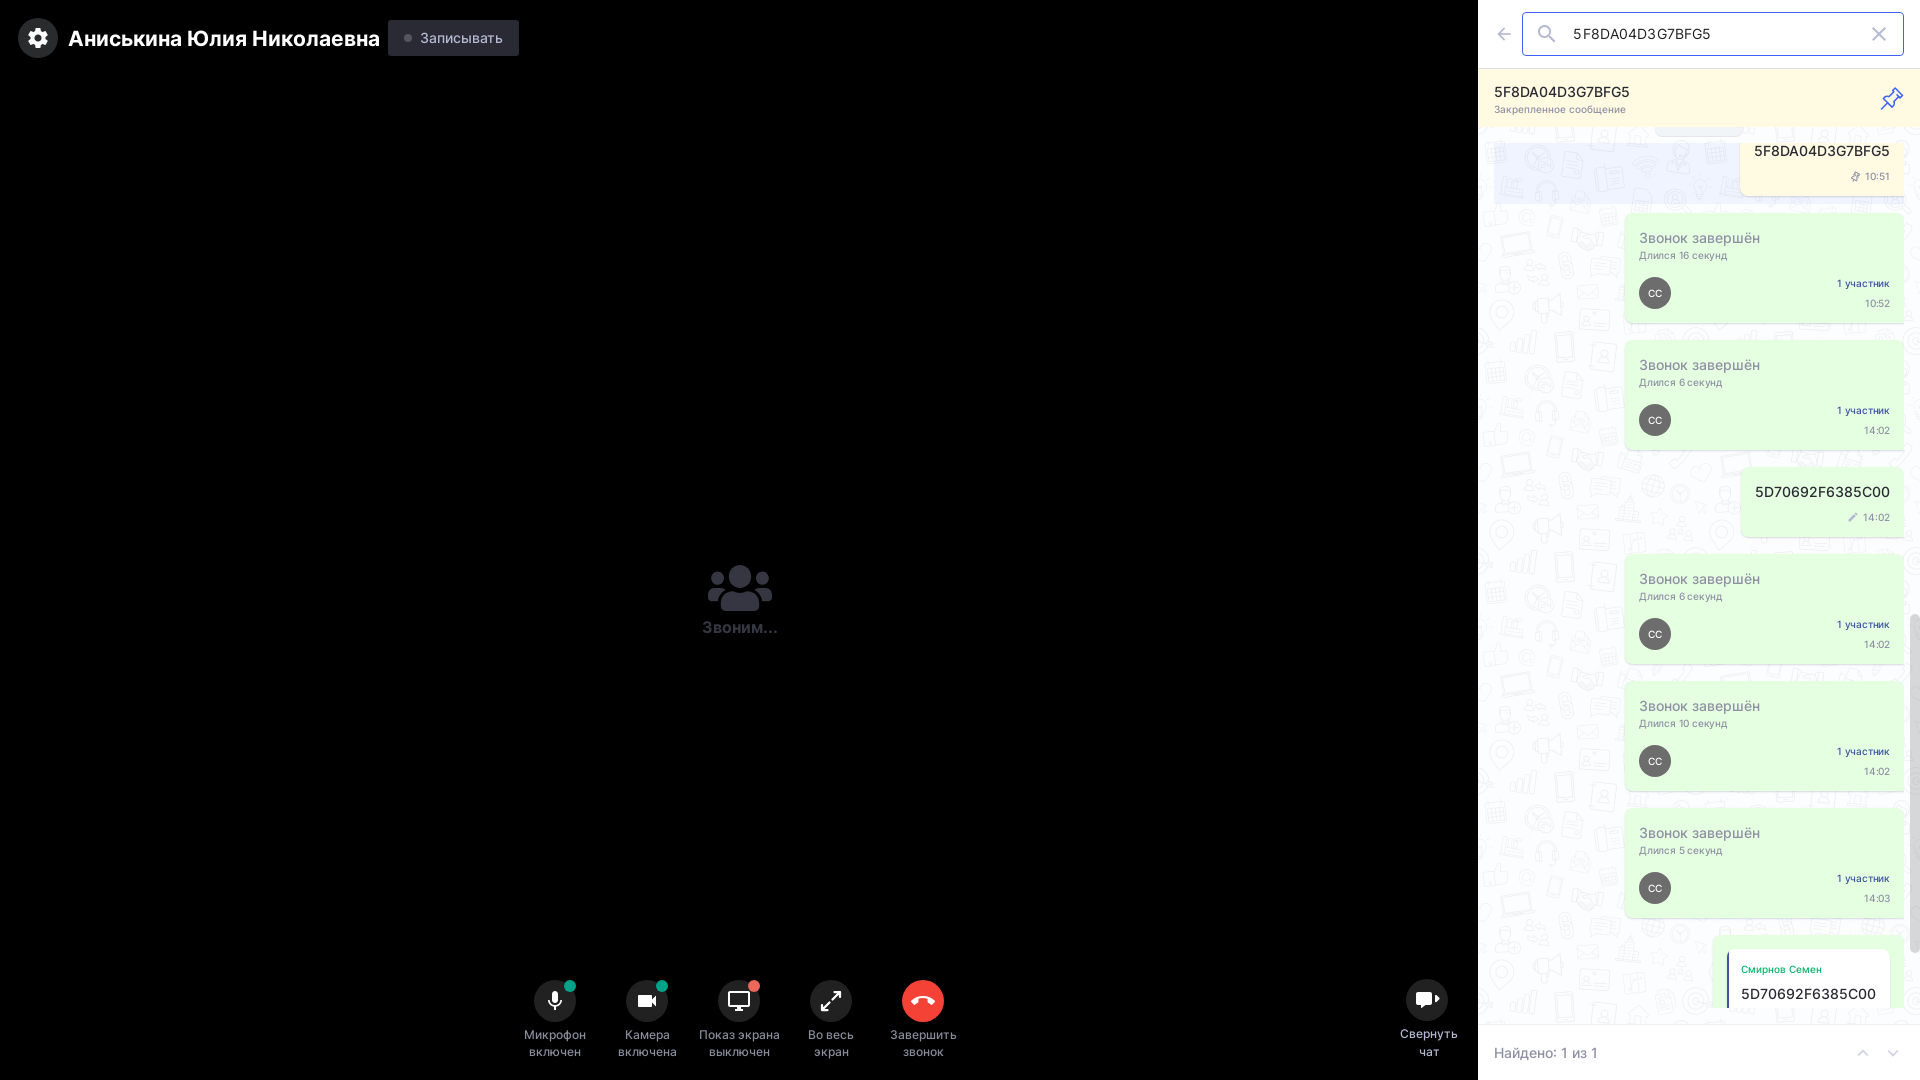 Аниськина Юлия Николаевна
Записывать
Звоним...
Микрофон
включен
Камера
включена
Показ экрана
выключен
Во весь
экран
Завершить
звонок
Свернуть
чат
5F8DA04D3G7BFG5
5F8DA04D3G7BFG5
Закрепленное сообщение
5F8DA04D3G7BFG5
10:51
Звонок завершён
Длился 16 секунд
СС
1 участник
10:52
Звонок завершён
Длился 6 секунд
СС
1 участник
14:02
5D70692F6385C00
14:02
Звонок завершён
Длился 6 секунд
СС
1 участник
14:02
Звонок завершён
Длился 10 секунд
СС
1 участник
14:02
Звонок завершён
Длился 5 секунд
СС
1 участник
14:03
Смирнов Семен
5D70692F6385C00
Найдено: 1 из 1